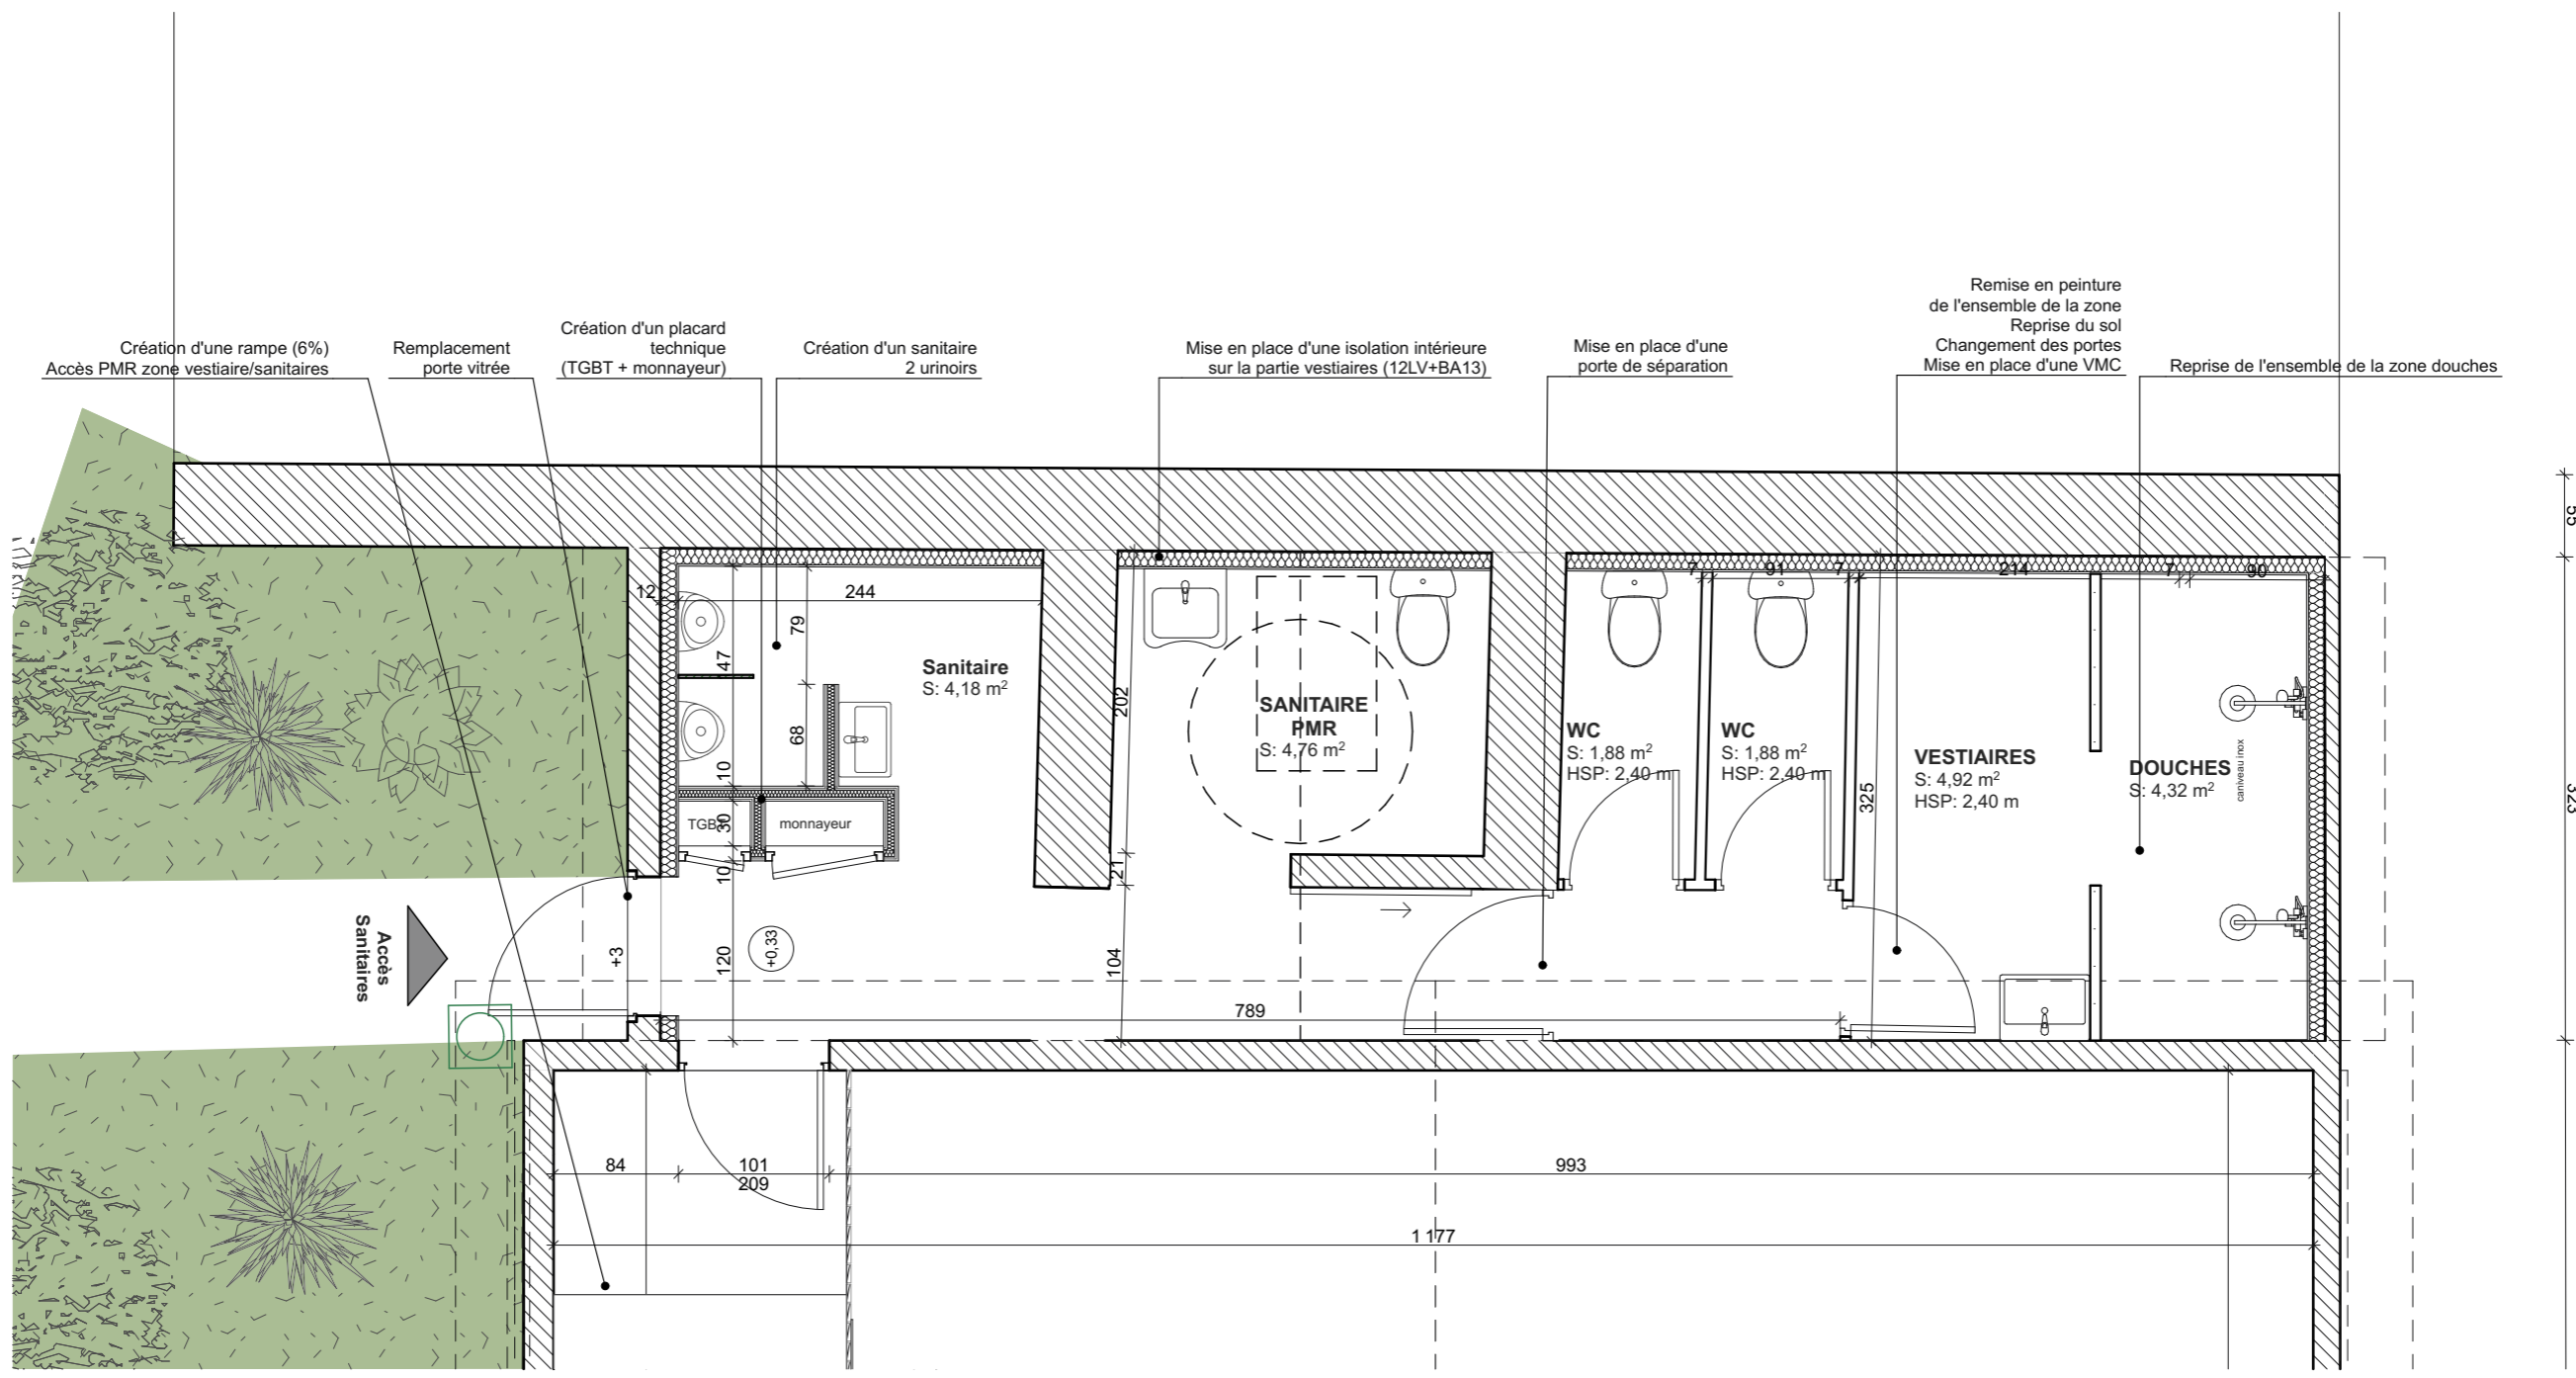 Création d'une rampe (6%)
Accès PMR zone vestiaire/sanitaires
Remplacement
porte vitrée
Création d'un placard
technique
(TGBT + monnayeur)
Création d'un sanitaire
2 urinoirs
Mise en place d'une isolation intérieure
sur la partie vestiaires (12LV+BA13)
Mise en place d'une
porte de séparation
Remise en peinture
de l'ensemble de la zone
Reprise du sol
Changement des portes
Mise en place d'une VMC
Reprise de l'ensemble de la zone douches
55
323
12
244
79
47
68
10
30
10
120
Sanitaire
S: 4,18 m²
monnayeur
+0,33
+3
Accès
Sanitaires
202
21
104
SANITAIRE
PMR
S: 4,76 m²
WC
S: 1,88 m²
HSP: 2,40 m
WC
S: 1,88 m²
HSP: 2,40 m
7
91
7
214
7
90
325
VESTIAIRES
S: 4,92 m²
HSP: 2,40 m
DOUCHES
S: 4,32 m²
caniveau inox
789
84
101
209
993
1 177